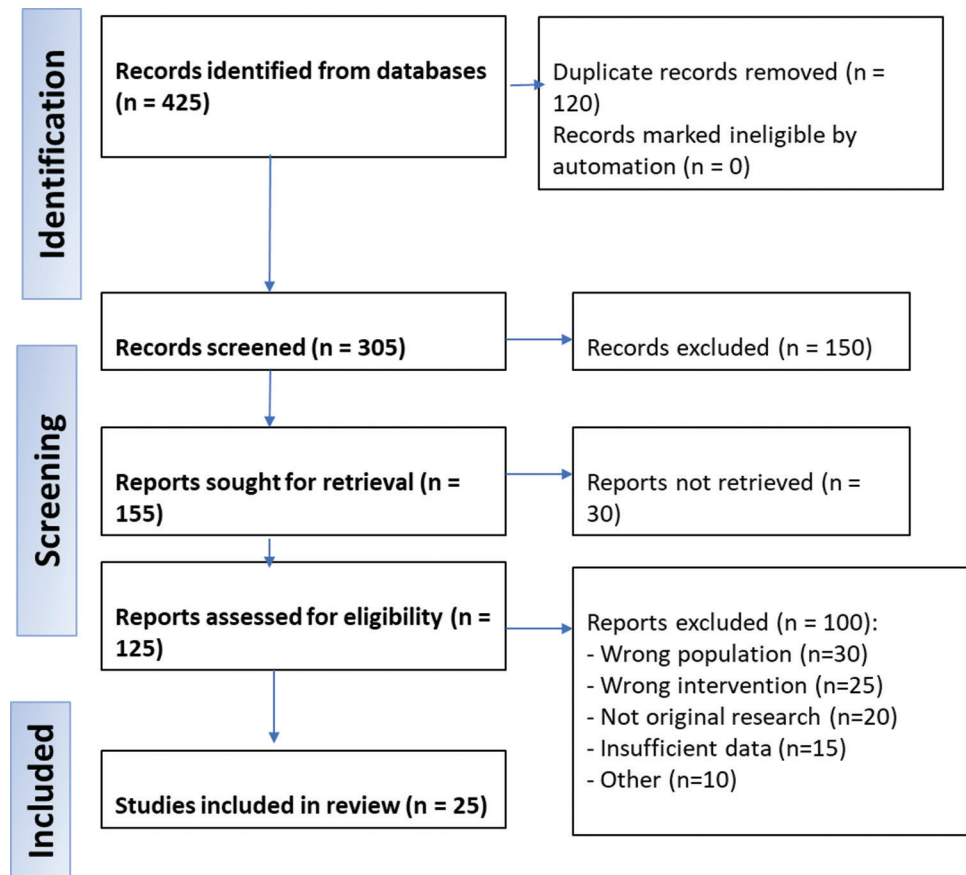 Identification
Records identified from databases
(n = 425)
Duplicate records removed (n =
120)
Records marked ineligible by
automation (n = 0)
Screening
Records screened (n = 305)
Records excluded (n = 150)
Reports sought for retrieval (n =
155)
Reports not retrieved (n =
30)
Reports assessed for eligibility (n =
125)
Reports excluded (n = 100):
- Wrong population (n=30)
- Wrong intervention (n=25)
- Not original research (n=20)
- Insufficient data (n=15)
- Other (n=10)
Included
Studies included in review (n = 25)